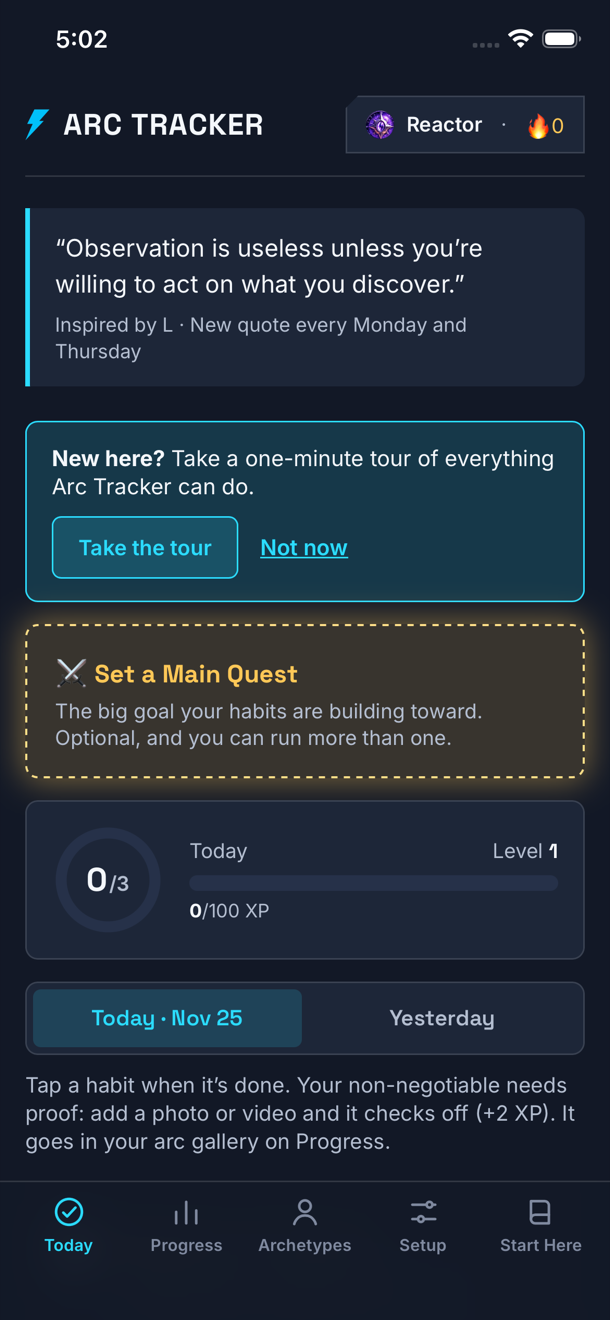 5:02
ARC TRACKER
Reactor · 🔥0
“Observation is useless unless you’re
willing to act on what you discover.”
Inspired by L · New quote every Monday and
Thursday
New here? Take a one-minute tour of everything
Arc Tracker can do.
Take the tour Not now
⚔️ Set a Main Quest
The big goal your habits are building toward.
Optional, and you can run more than one.
0/3
Today Level 1
0/100 XP
Today · Nov 25 Yesterday
Tap a habit when it’s done. Your non-negotiable needs
proof: add a photo or video and it checks off (+2 XP). It
goes in your arc gallery on Progress.
Today Progress Archetypes Setup Start Here